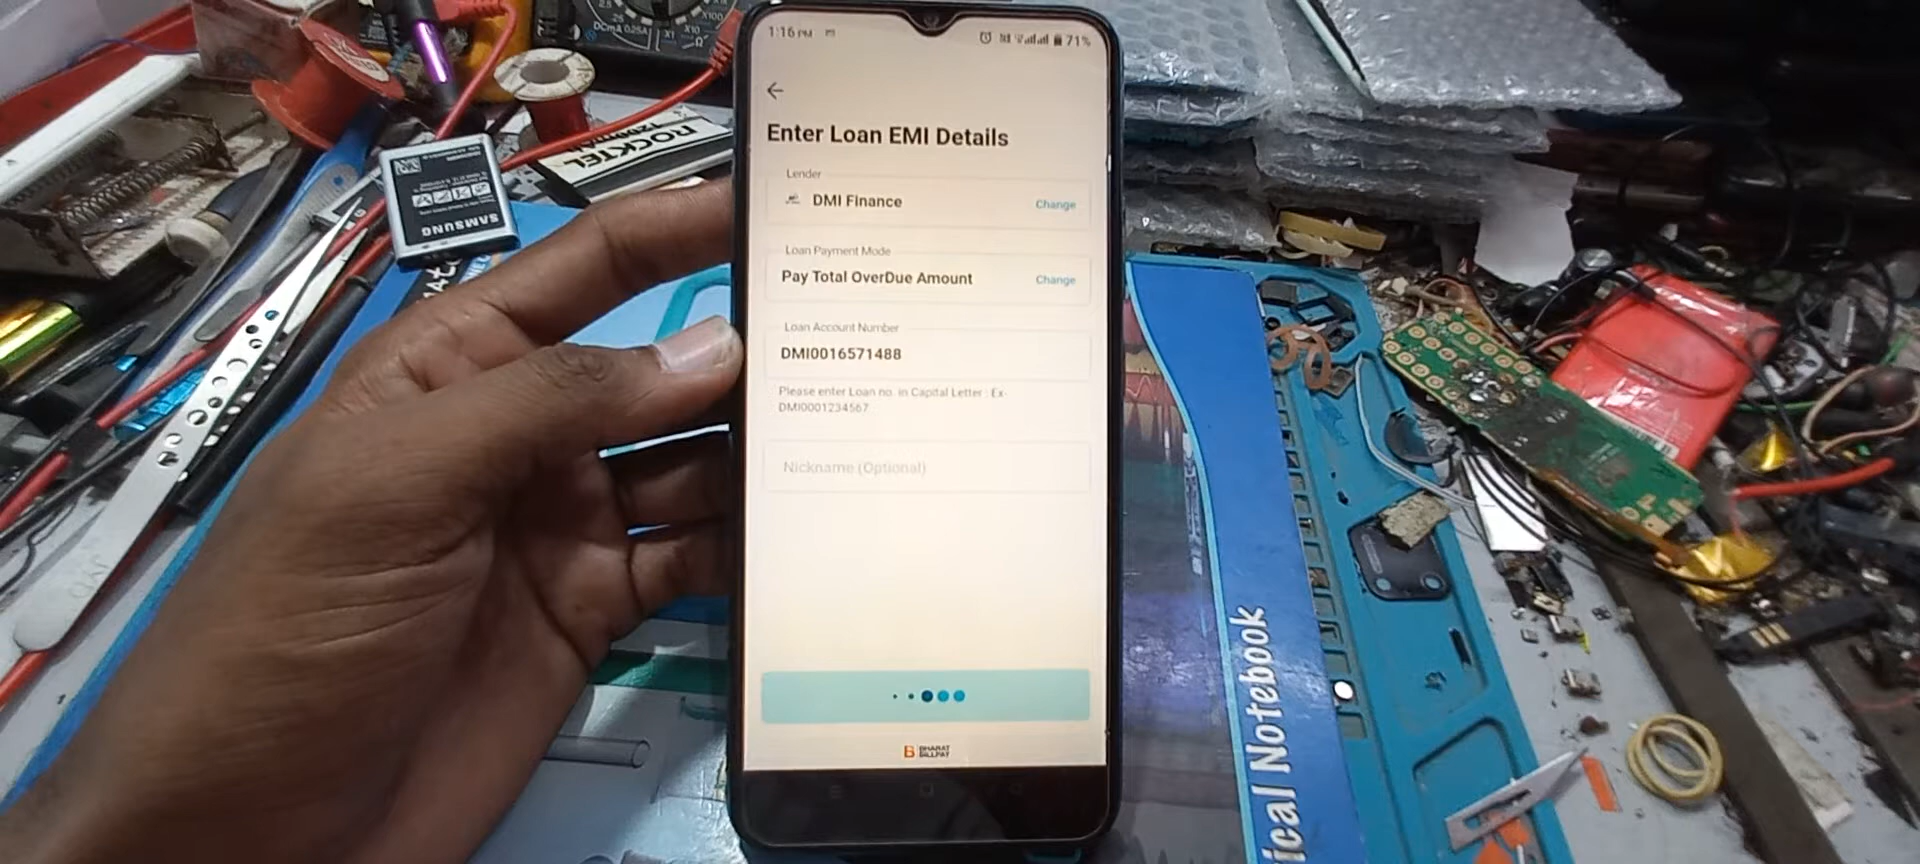 1:16 PM
71%
Enter Loan EMI Details
Lender
DMI Finance
Change
Loan Payment Mode
Pay Total OverDue Amount
Change
Loan Account Number
DMI0016571488
Please enter Loan no. in Capital Letter : Ex-
DMI0001234567
Nickname (Optional)
BHARAT
BILLPAY
SAMSUNG
ROCKTEL
ical Notebook